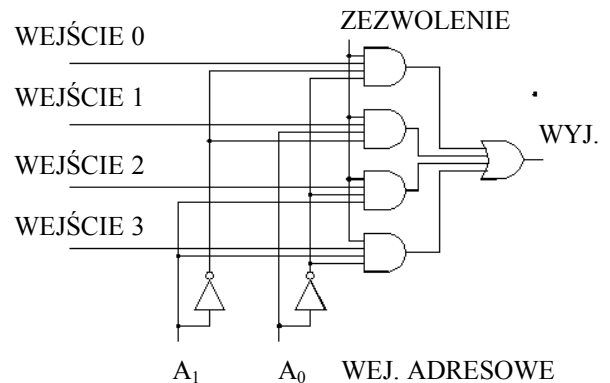 ZEZWOLENIE
WEJŚCIE 0
WEJŚCIE 1
WYJ.
WEJŚCIE 2
WEJŚCIE 3
A₁ A₀ WEJ. ADRESOWE